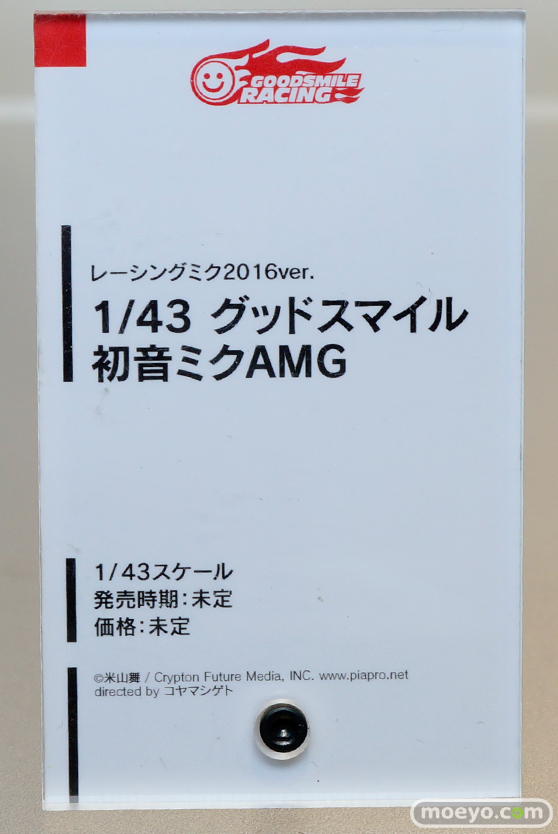 GOODSMILE
RACING
レーシングミク2016ver.
1/43 グッドスマイル
初音ミクAMG
1/43スケール
発売時期：未定
価格：未定
©米山舞 / Crypton Future Media, INC. www.piapro.net
directed by コヤマシゲト
moeyo.com